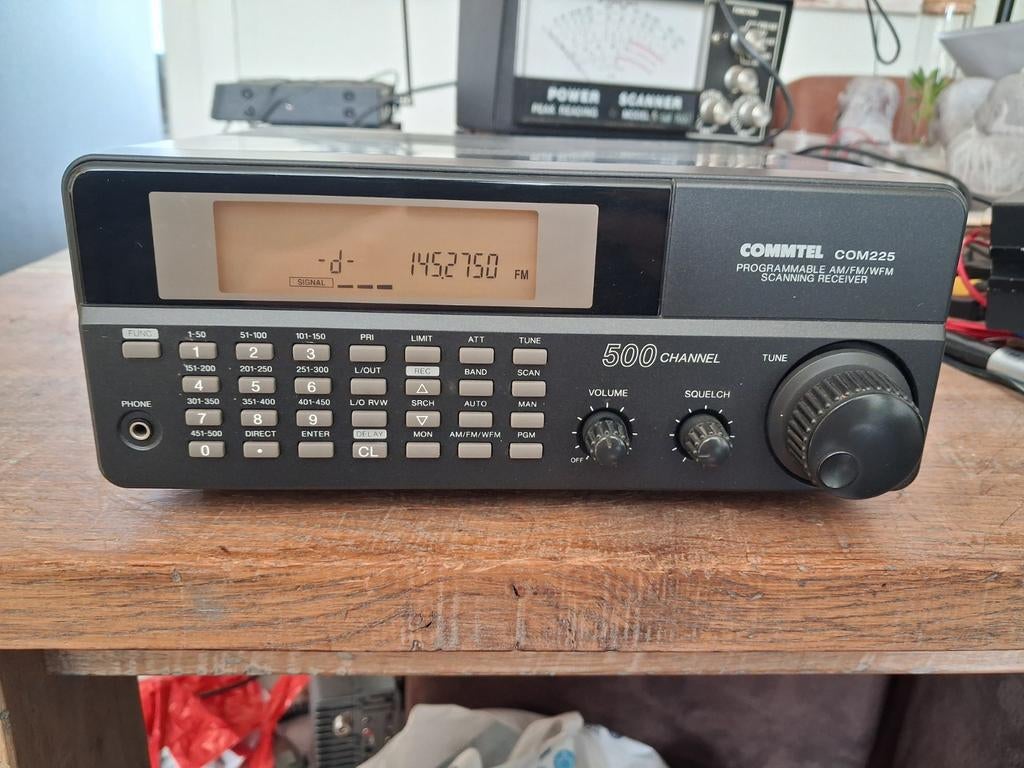 POWER SCANNER
PEAK READING MODEL
-d- 145.2750 FM
SIGNAL
COMMTEL COM225
PROGRAMMABLE AM/FM/WFM
SCANNING RECEIVER
FUNC 1-50 51-100 101-150 PRI LIMIT ATT TUNE
1 2 3
151-200 201-250 251-300 L/OUT REC BAND SCAN
4 5 6 △
301-350 351-400 401-450 L/O RVW SRCH AUTO MAN
7 8 9 ▽
451-500 DIRECT ENTER DELAY MON AM/FM/WFM PGM
0 • CL
PHONE
500 CHANNEL
TUNE
VOLUME SQUELCH
OFF